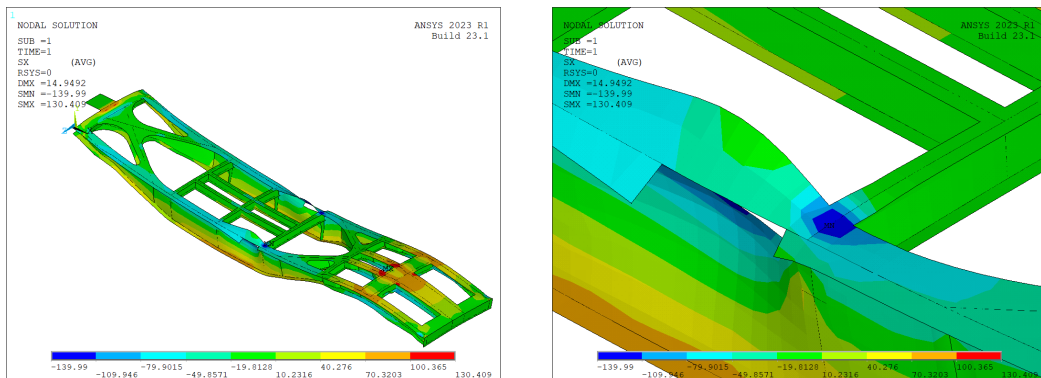 1
NODAL SOLUTION
SUB =1
TIME=1
SX (AVG)
RSYS=0
DMX =14.9492
SMN =-139.99
SMX =130.409
ANSYS 2023 R1
Build 23.1
-139.99 -79.9015 -19.8128 40.276 100.365
-109.946 -49.8571 10.2316 70.3203 130.409
NODAL SOLUTION
SUB =1
TIME=1
SX (AVG)
RSYS=0
DMX =14.9492
SMN =-139.99
SMX =130.409
ANSYS 2023 R1
Build 23.1
-139.99 -79.9015 -19.8128 40.276 100.365
-109.946 -49.8571 10.2316 70.3203 130.409